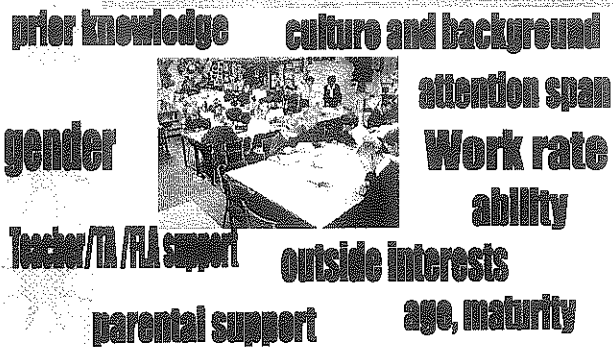 prior knowledge
culture and background
attention span
gender
Work rate
ability
Teacher/TA/FLA support
outside interests
parental support
age, maturity